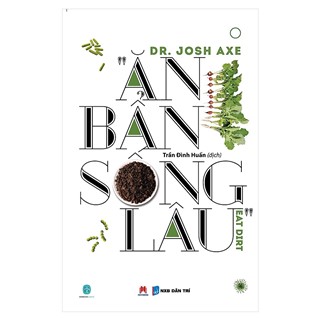 DR. JOSH AXE
"ĂN
BẨN
Trần Đình Huấn (dịch)
SỐNG
LÂU"
"EAT DIRT"
NXB DÂN TRÍ